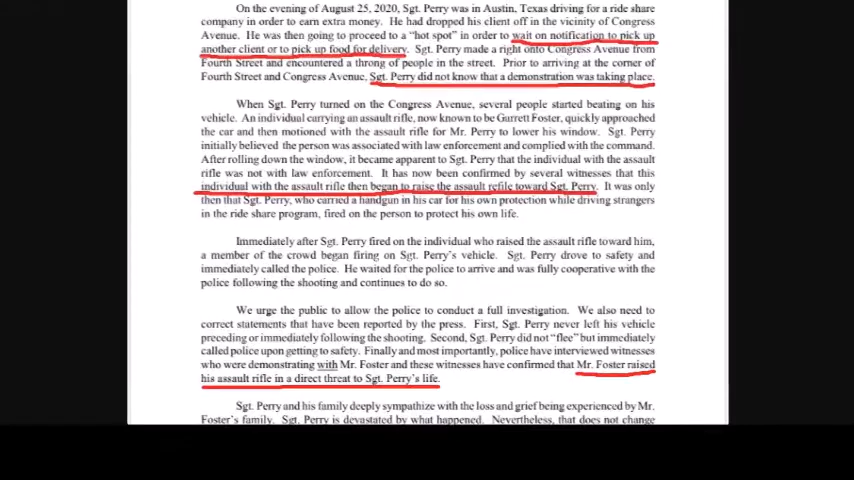 On the evening of August 25, 2020, Sgt. Perry was in Austin, Texas driving for a ride share
company in order to earn extra money. He had dropped his client off in the vicinity of Congress
Avenue. He was then going to proceed to a “hot spot” in order to wait on notification to pick up
another client or to pick up food for delivery. Sgt. Perry made a right onto Congress Avenue from
Fourth Street and encountered a throng of people in the street. Prior to arriving at the corner of
Fourth Street and Congress Avenue, Sgt. Perry did not know that a demonstration was taking place.
When Sgt. Perry turned on the Congress Avenue, several people started beating on his
vehicle. An individual carrying an assault rifle, now known to be Garrett Foster, quickly approached
the car and then motioned with the assault rifle for Mr. Perry to lower his window. Sgt. Perry
initially believed the person was associated with law enforcement and complied with the command.
After rolling down the window, it became apparent to Sgt. Perry that the individual with the assault
rifle was not with law enforcement. It has now been confirmed by several witnesses that this
individual with the assault rifle then began to raise the assault refile toward Sgt. Perry. It was only
then that Sgt. Perry, who carried a handgun in his car for his own protection while driving strangers
in the ride share program, fired on the person to protect his own life.
Immediately after Sgt. Perry fired on the individual who raised the assault rifle toward him,
a member of the crowd began firing on Sgt. Perry’s vehicle. Sgt. Perry drove to safety and
immediately called the police. He waited for the police to arrive and was fully cooperative with the
police following the shooting and continues to do so.
We urge the public to allow the police to conduct a full investigation. We also need to
correct statements that have been reported by the press. First, Sgt. Perry never left his vehicle
preceding or immediately following the shooting. Second, Sgt. Perry did not “flee” but immediately
called police upon getting to safety. Finally and most importantly, police have interviewed witnesses
who were demonstrating with Mr. Foster and these witnesses have confirmed that Mr. Foster raised
his assault rifle in a direct threat to Sgt. Perry’s life.
Sgt. Perry and his family deeply sympathize with the loss and grief being experienced by Mr.
Foster’s family. Sgt. Perry is devastated by what happened. Nevertheless, that does not change